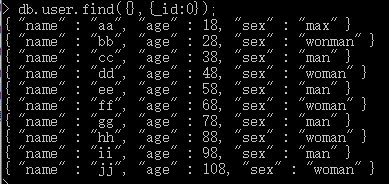 > db.user.find({},{_id:0});
{ "name" : "aa", "age" : 18, "sex" : "max" }
{ "name" : "bb", "age" : 28, "sex" : "wonman" }
{ "name" : "cc", "age" : 38, "sex" : "man" }
{ "name" : "dd", "age" : 48, "sex" : "woman" }
{ "name" : "ee", "age" : 58, "sex" : "man" }
{ "name" : "ff", "age" : 68, "sex" : "woman" }
{ "name" : "gg", "age" : 78, "sex" : "man" }
{ "name" : "hh", "age" : 88, "sex" : "woman" }
{ "name" : "ii", "age" : 98, "sex" : "man" }
{ "name" : "jj", "age" : 108, "sex" : "woman" }